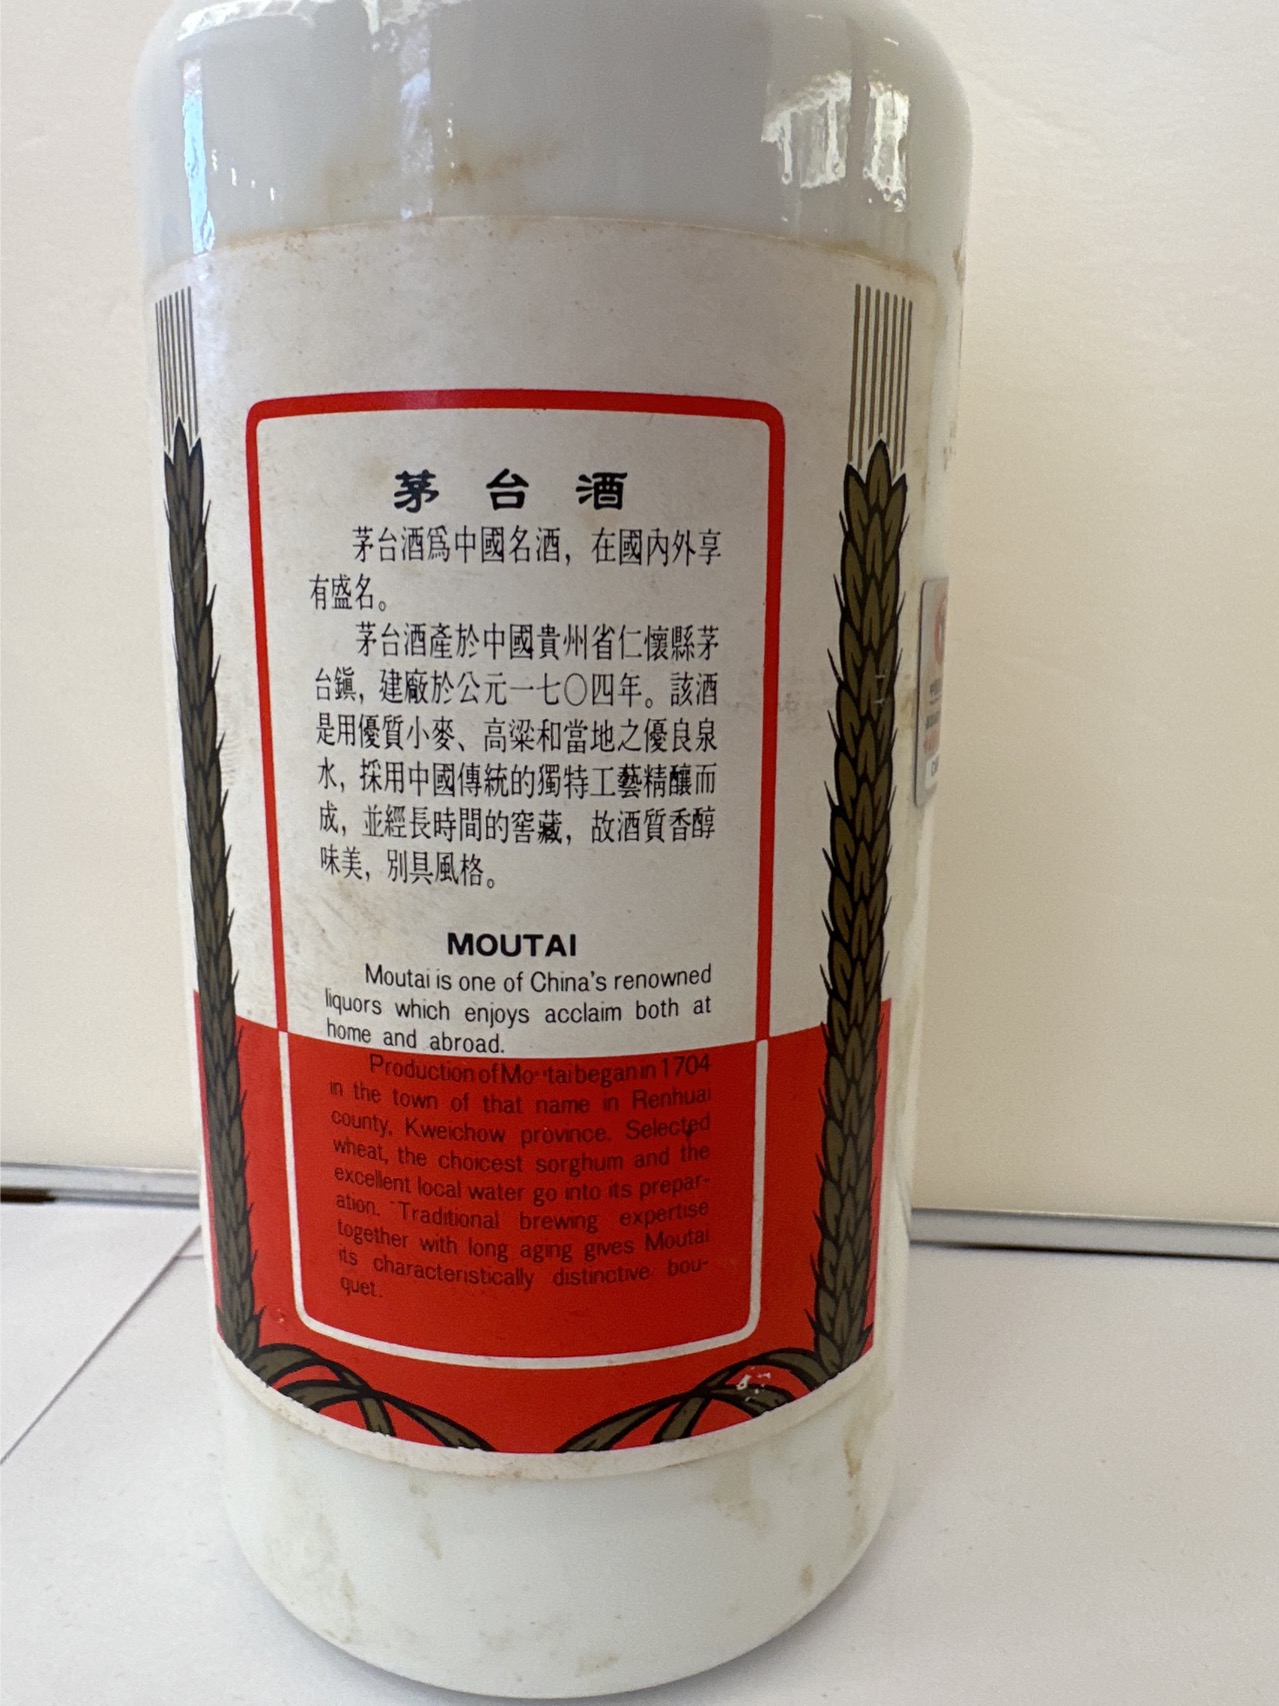 茅台酒
茅台酒爲中國名酒，在國內外享
有盛名。
茅台酒產於中國貴州省仁懷縣茅
台鎭，建廠於公元一七〇四年。該酒
是用優質小麥、高粱和當地之優良泉
水，採用中國傳統的獨特工藝精釀而
成，並經長時間的窖藏，故酒質香醇
味美，別具風格。
MOUTAI
Moutai is one of China's renowned
liquors which enjoys acclaim both at
home and abroad.
Production of Moutai began in 1704
in the town of that name in Renhuai
county, Kweichow province. Selected
wheat, the choicest sorghum and the
excellent local water go into its prepar-
ation. Traditional brewing expertise
together with long aging gives Moutai
its characteristically distinctive bou-
quet.